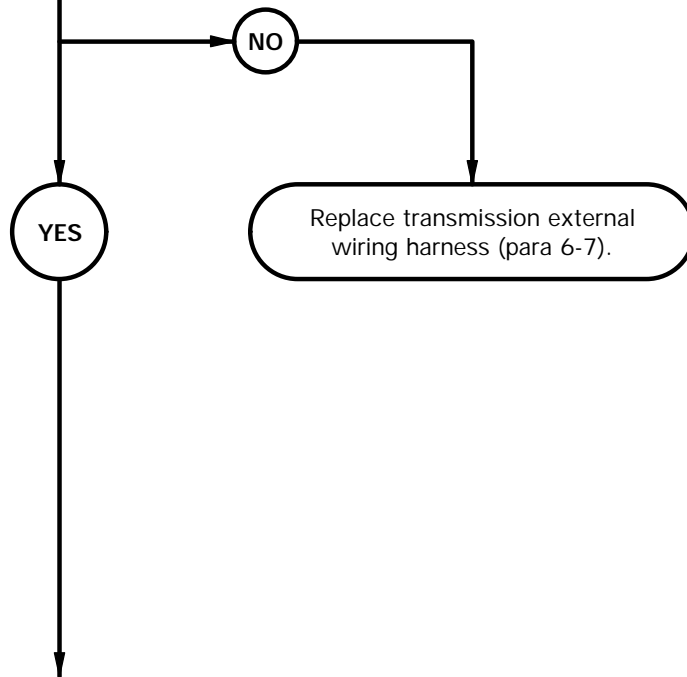 NO
YES
Replace transmission external
wiring harness (para 6-7).